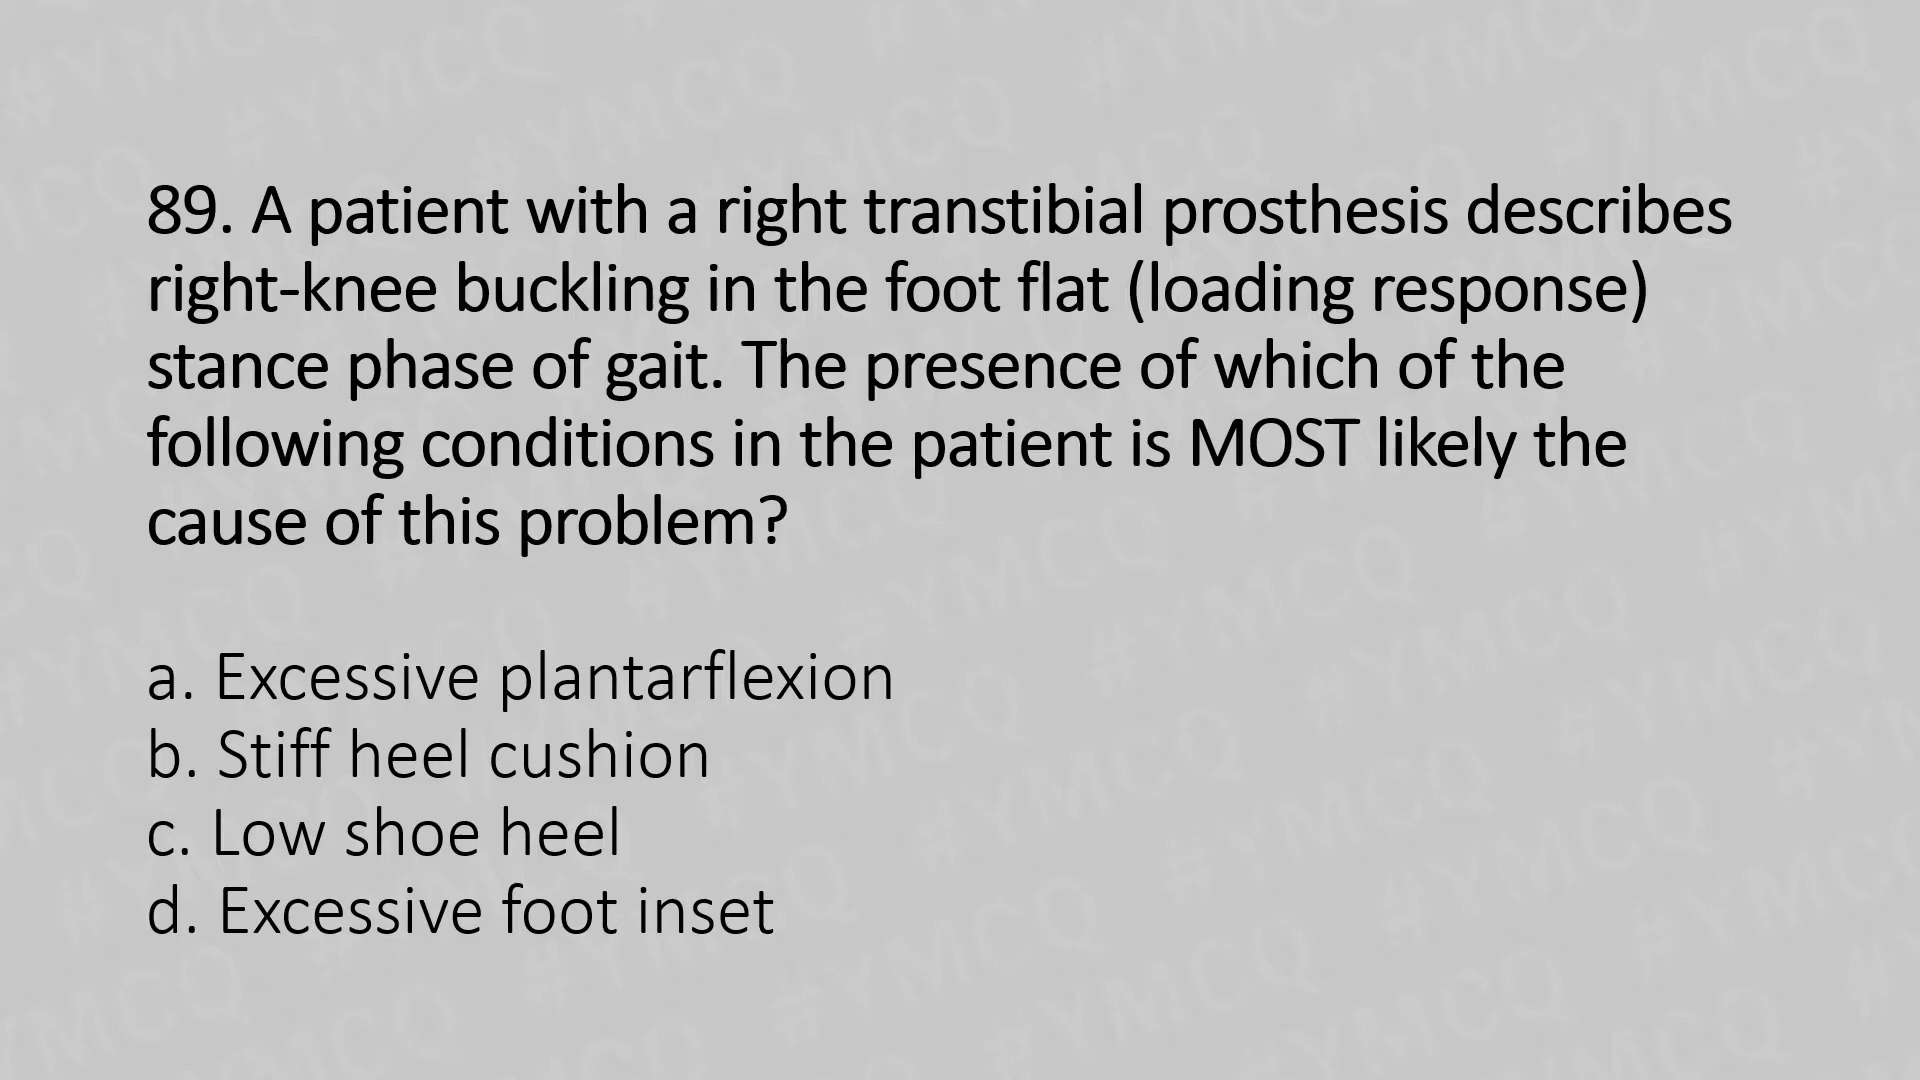 89. A patient with a right transtibial prosthesis describes
right-knee buckling in the foot flat (loading response)
stance phase of gait. The presence of which of the
following conditions in the patient is MOST likely the
cause of this problem?
a. Excessive plantarflexion
b. Stiff heel cushion
c. Low shoe heel
d. Excessive foot inset
#YMCQ